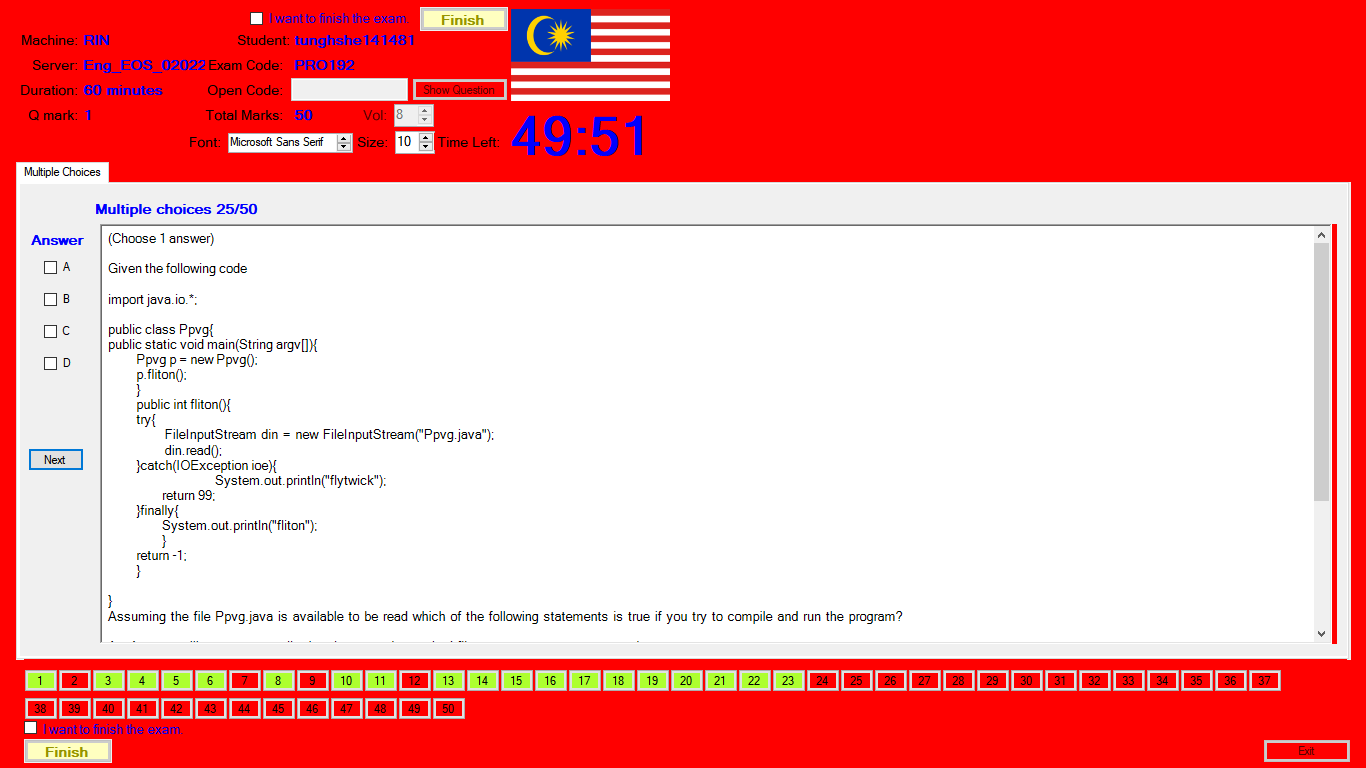 I want to finish the exam.
Finish
Machine: RIN
Student: tunghshe141481
Server: Eng_EOS_02022
Exam Code: PRO192
Duration: 60 minutes
Open Code:
Show Question
Q mark: 1
Total Marks: 50
Vol: 8
Font: Microsoft Sans Serif
Size: 10
Time Left: 49:51
Multiple Choices
Multiple choices 25/50
Answer
A
B
C
D
Next
(Choose 1 answer)
Given the following code
import java.io.*;
public class Ppvg{
public static void main(String argv[]){
Ppvg p = new Ppvg();
p.fliton();
}
public int fliton(){
try{
FileInputStream din = new FileInputStream("Ppvg.java");
din.read();
}catch(IOException ioe){
System.out.println("flytwick");
return 99;
}finally{
System.out.println("fliton");
}
return -1;
}
}
Assuming the file Ppvg.java is available to be read which of the following statements is true if you try to compile and run the program?
1 2 3 4 5 6 7 8 9 10 11 12 13 14 15 16 17 18 19 20 21 22 23 24 25 26 27 28 29 30 31 32 33 34 35 36 37
38 39 40 41 42 43 44 45 46 47 48 49 50
I want to finish the exam.
Finish
Exit